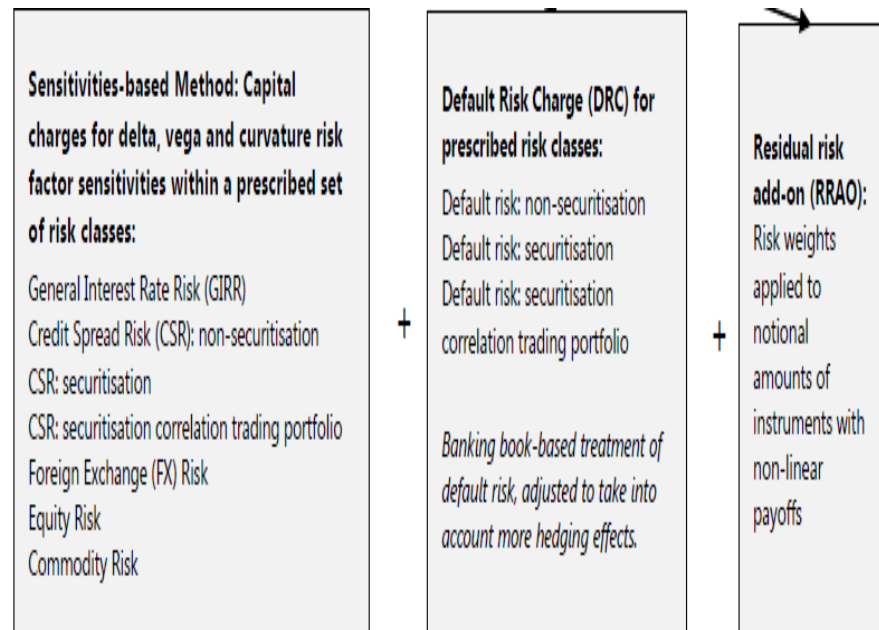 Sensitivities-based Method: Capital
charges for delta, vega and curvature risk
factor sensitivities within a prescribed set
of risk classes:
General Interest Rate Risk (GIRR)
Credit Spread Risk (CSR): non-securitisation
CSR: securitisation
CSR: securitisation correlation trading portfolio
Foreign Exchange (FX) Risk
Equity Risk
Commodity Risk
+
Default Risk Charge (DRC) for
prescribed risk classes:
Default risk: non-securitisation
Default risk: securitisation
Default risk: securitisation
correlation trading portfolio
Banking book-based treatment of
default risk, adjusted to take into
account more hedging effects.
+
Residual risk
add-on (RRAO):
Risk weights
applied to
notional
amounts of
instruments with
non-linear
payoffs